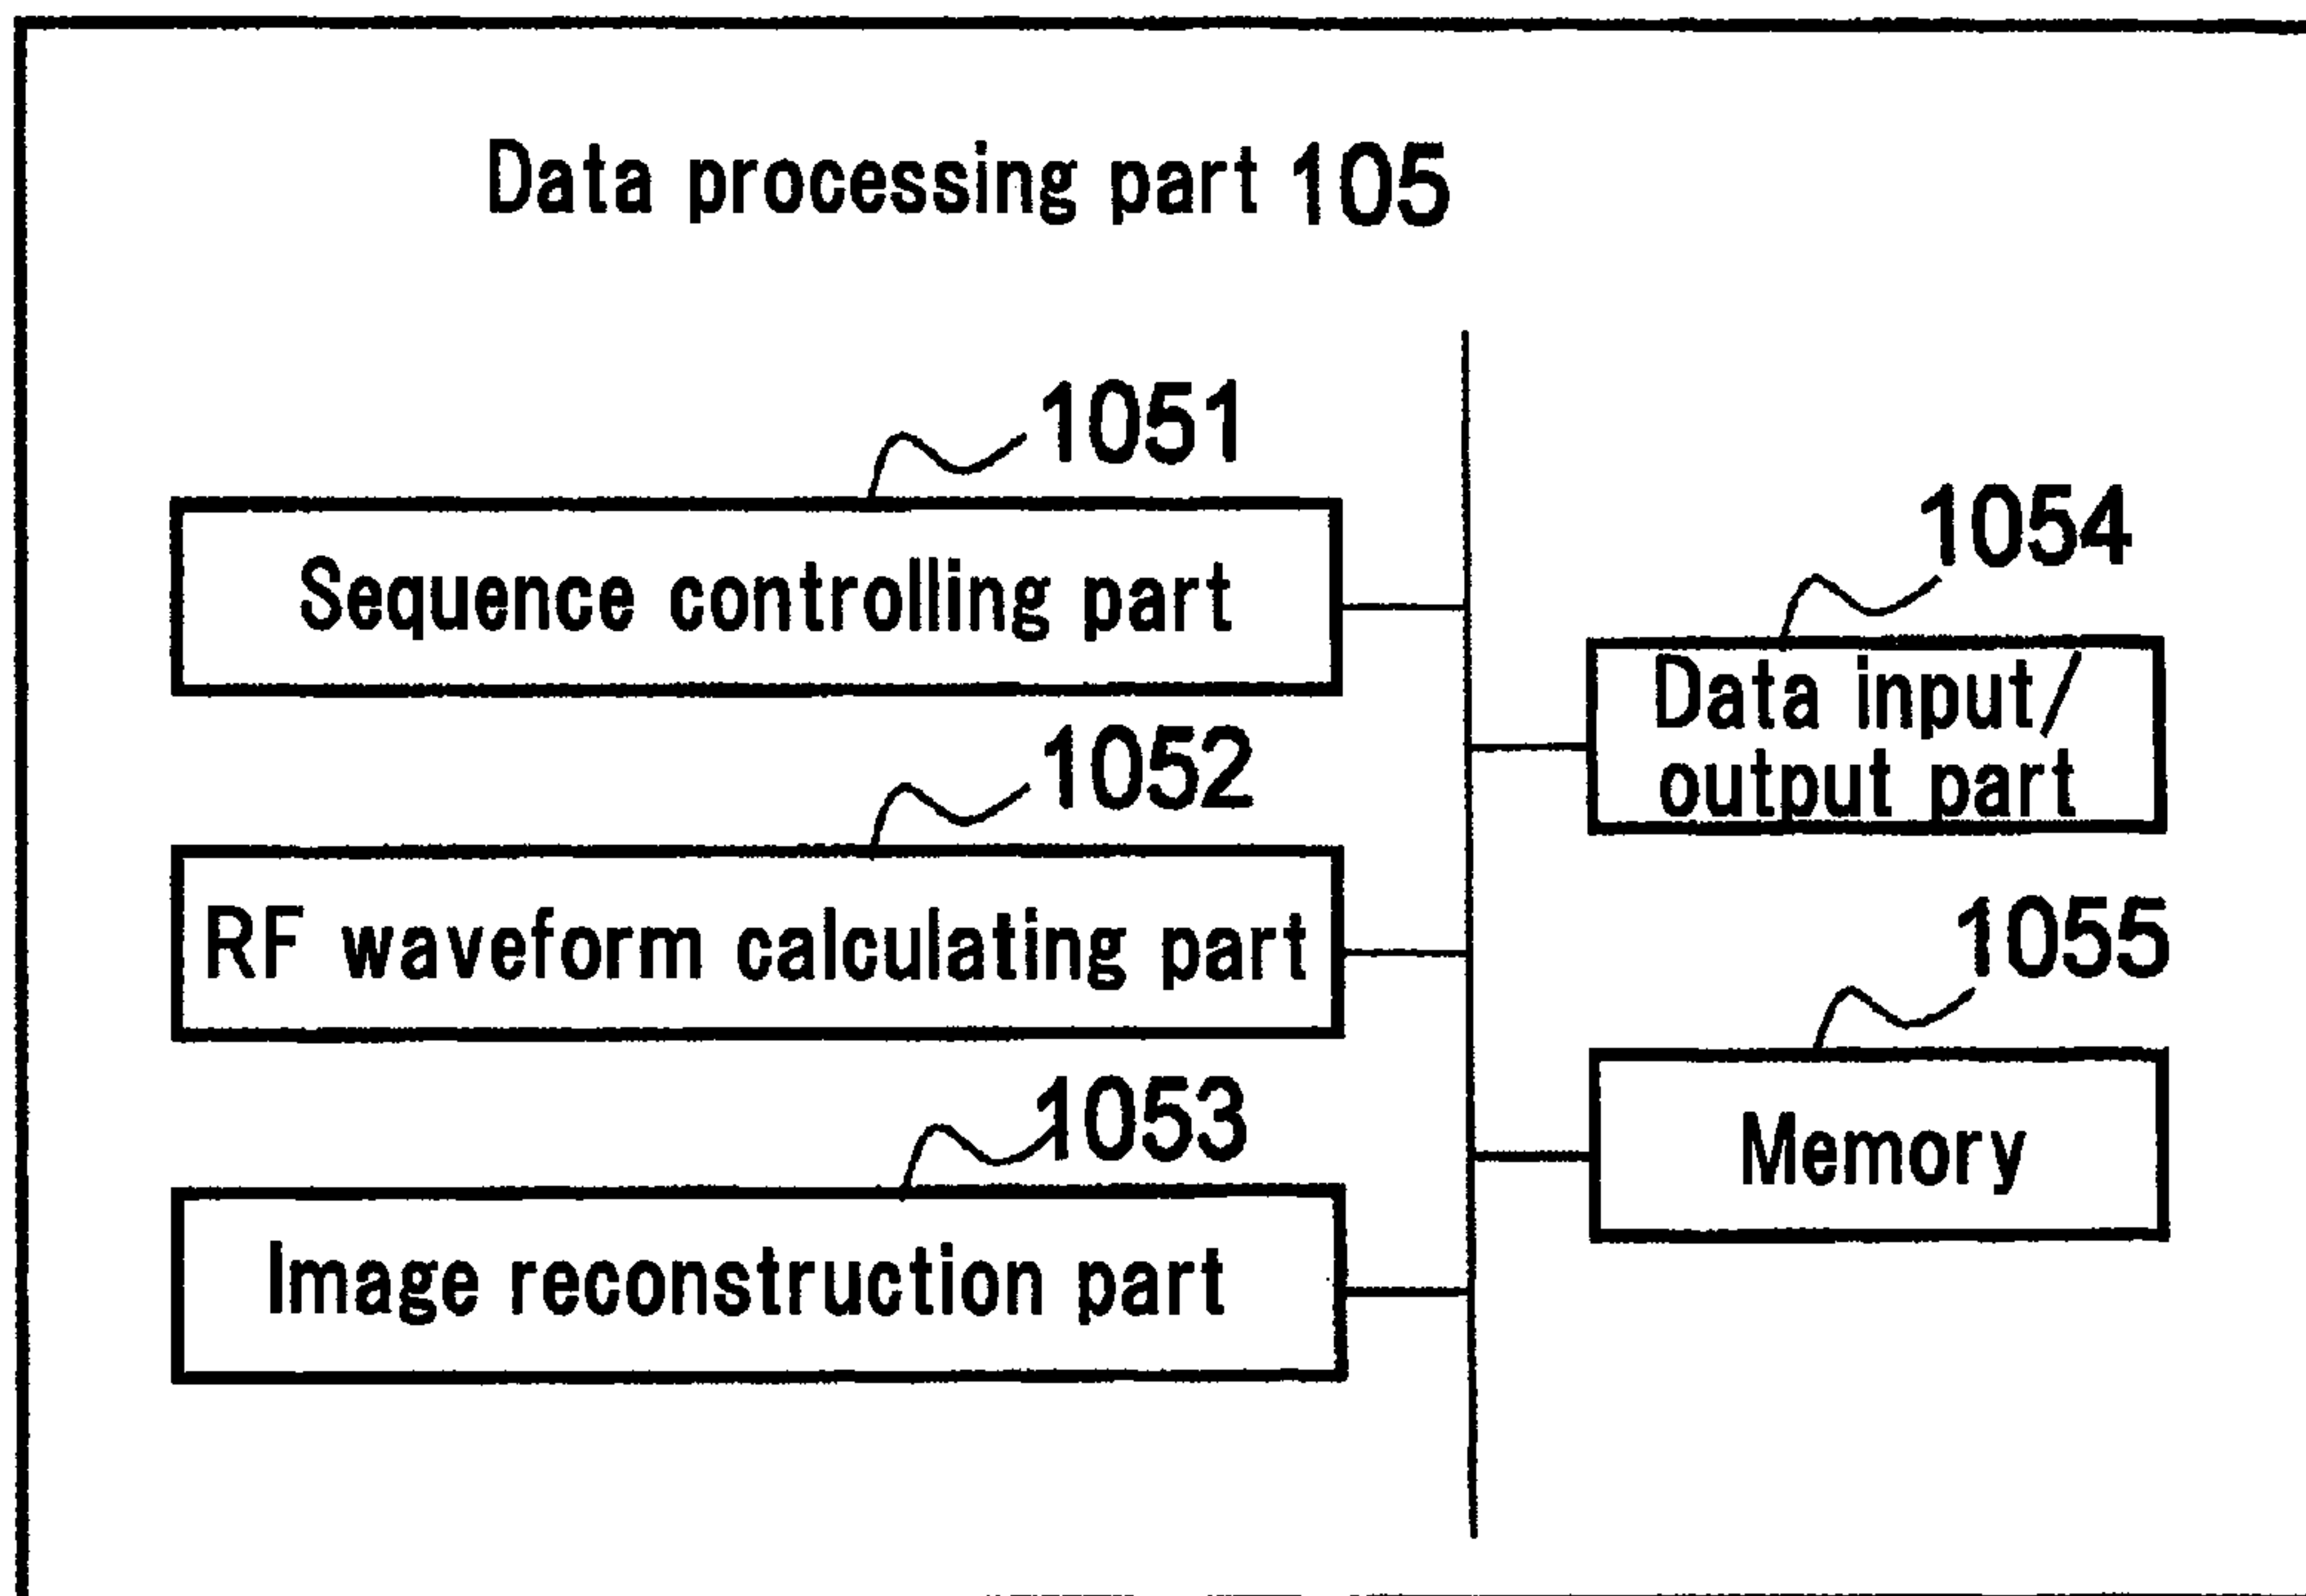 Data processing part 105
1051
Sequence controlling part
1052
RF waveform calculating part
1053
Image reconstruction part
1054
Data input/
output part
1055
Memory